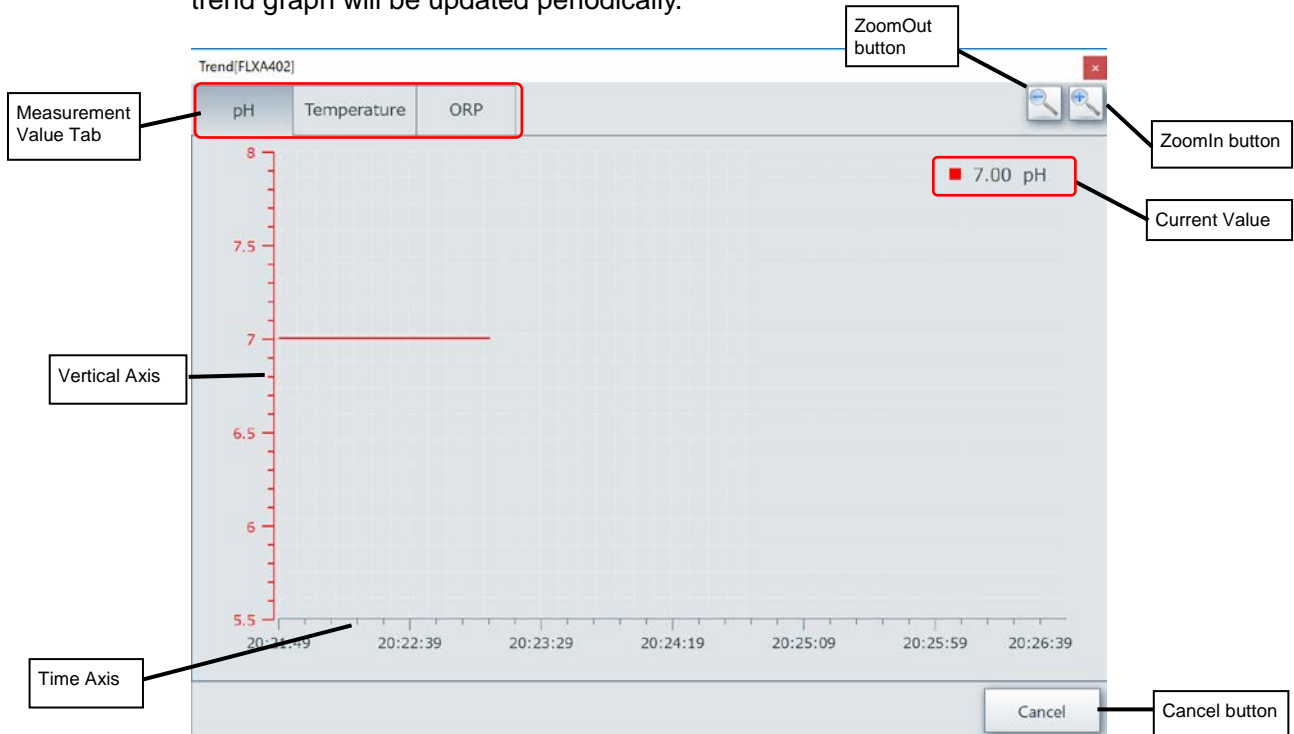 trend graph will be updated periodically.
ZoomOut
button
Trend[FLXA402]
Measurement
Value Tab
pH Temperature ORP
ZoomIn button
8
7.00 pH
Current Value
7.5
7
Vertical Axis
6.5
6
5.5
20:21:49 20:22:39 20:23:29 20:24:19 20:25:09 20:25:59 20:26:39
Time Axis
Cancel
Cancel button